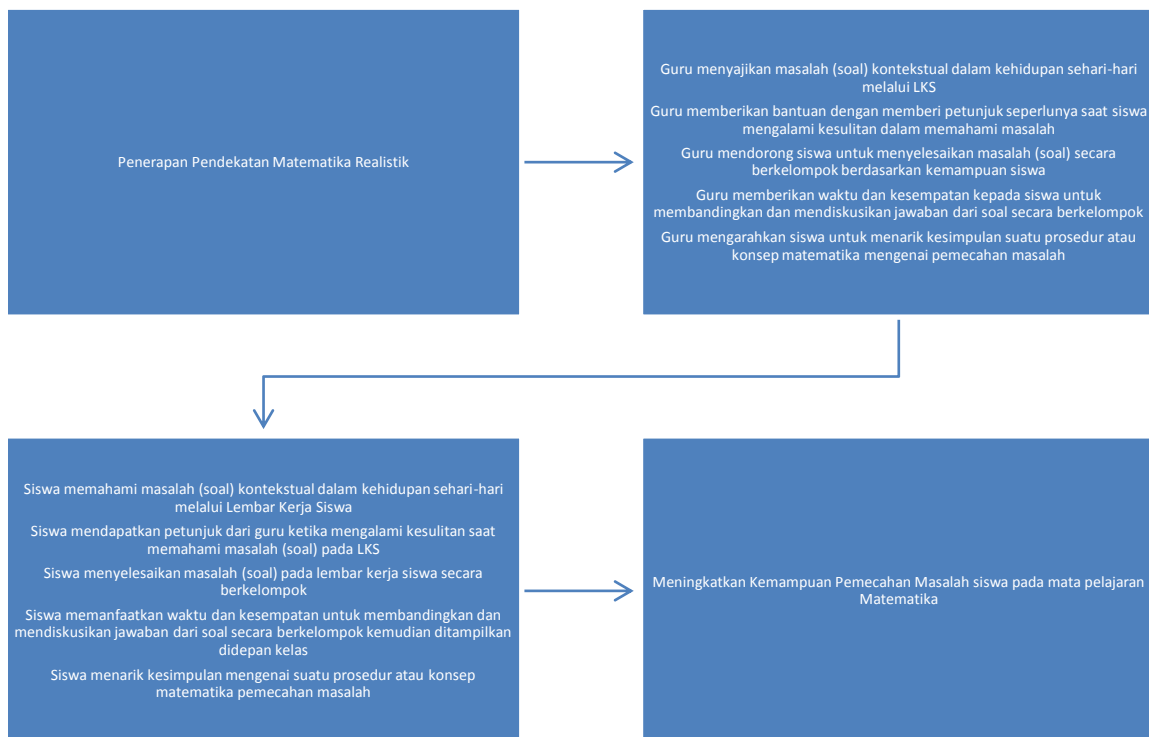 Penerapan Pendekatan Matematika Realistik
Guru menyajikan masalah (soal) kontekstual dalam kehidupan sehari-hari
melalui LKS
Guru memberikan bantuan dengan memberi petunjuk seperlunya saat siswa
mengalami kesulitan dalam memahami masalah
Guru mendorong siswa untuk menyelesaikan masalah (soal) secara
berkelompok berdasarkan kemampuan siswa
Guru memberikan waktu dan kesempatan kepada siswa untuk
membandingkan dan mendiskusikan jawaban dari soal secara berkelompok
Guru mengarahkan siswa untuk menarik kesimpulan suatu prosedur atau
konsep matematika mengenai pemecahan masalah
Siswa memahami masalah (soal) kontekstual dalam kehidupan sehari-hari
melalui Lembar Kerja Siswa
Siswa mendapatkan petunjuk dari guru ketika mengalami kesulitan saat
memahami masalah (soal) pada LKS
Siswa menyelesaikan masalah (soal) pada lembar kerja siswa secara
berkelompok
Siswa memanfaatkan waktu dan kesempatan untuk membandingkan dan
mendiskusikan jawaban dari soal secara berkelompok kemudian ditampilkan
didepan kelas
Siswa menarik kesimpulan mengenai suatu prosedur atau konsep
matematika pemecahan masalah
Meningkatkan Kemampuan Pemecahan Masalah siswa pada mata pelajaran
Matematika